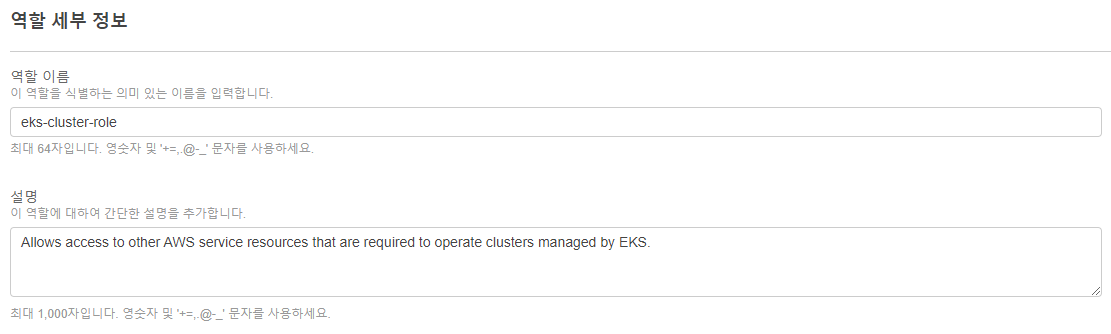 역할 세부 정보
역할 이름
이 역할을 식별하는 의미 있는 이름을 입력합니다.
eks-cluster-role
최대 64자입니다. 영숫자 및 '+=,.@-_' 문자를 사용하세요.
설명
이 역할에 대하여 간단한 설명을 추가합니다.
Allows access to other AWS service resources that are required to operate clusters managed by EKS.
최대 1,000자입니다. 영숫자 및 '+=,.@-_' 문자를 사용하세요.